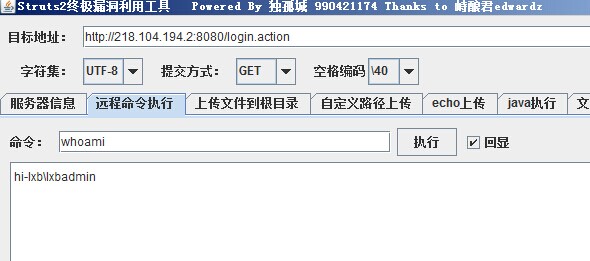 Struts2终极漏洞利用工具 Powered By 独孤城 990421174 Thanks to 峙酸君edwardz
目标地址: http://218.104.194.2:8080/login.action
字符集: UTF-8 提交方式: GET 空格编码 \40
服务器信息 远程命令执行 上传文件到根目录 自定义路径上传 echo上传 java执行 文
命令: whoami 执行 回显
hi-lxb\lxbadmin